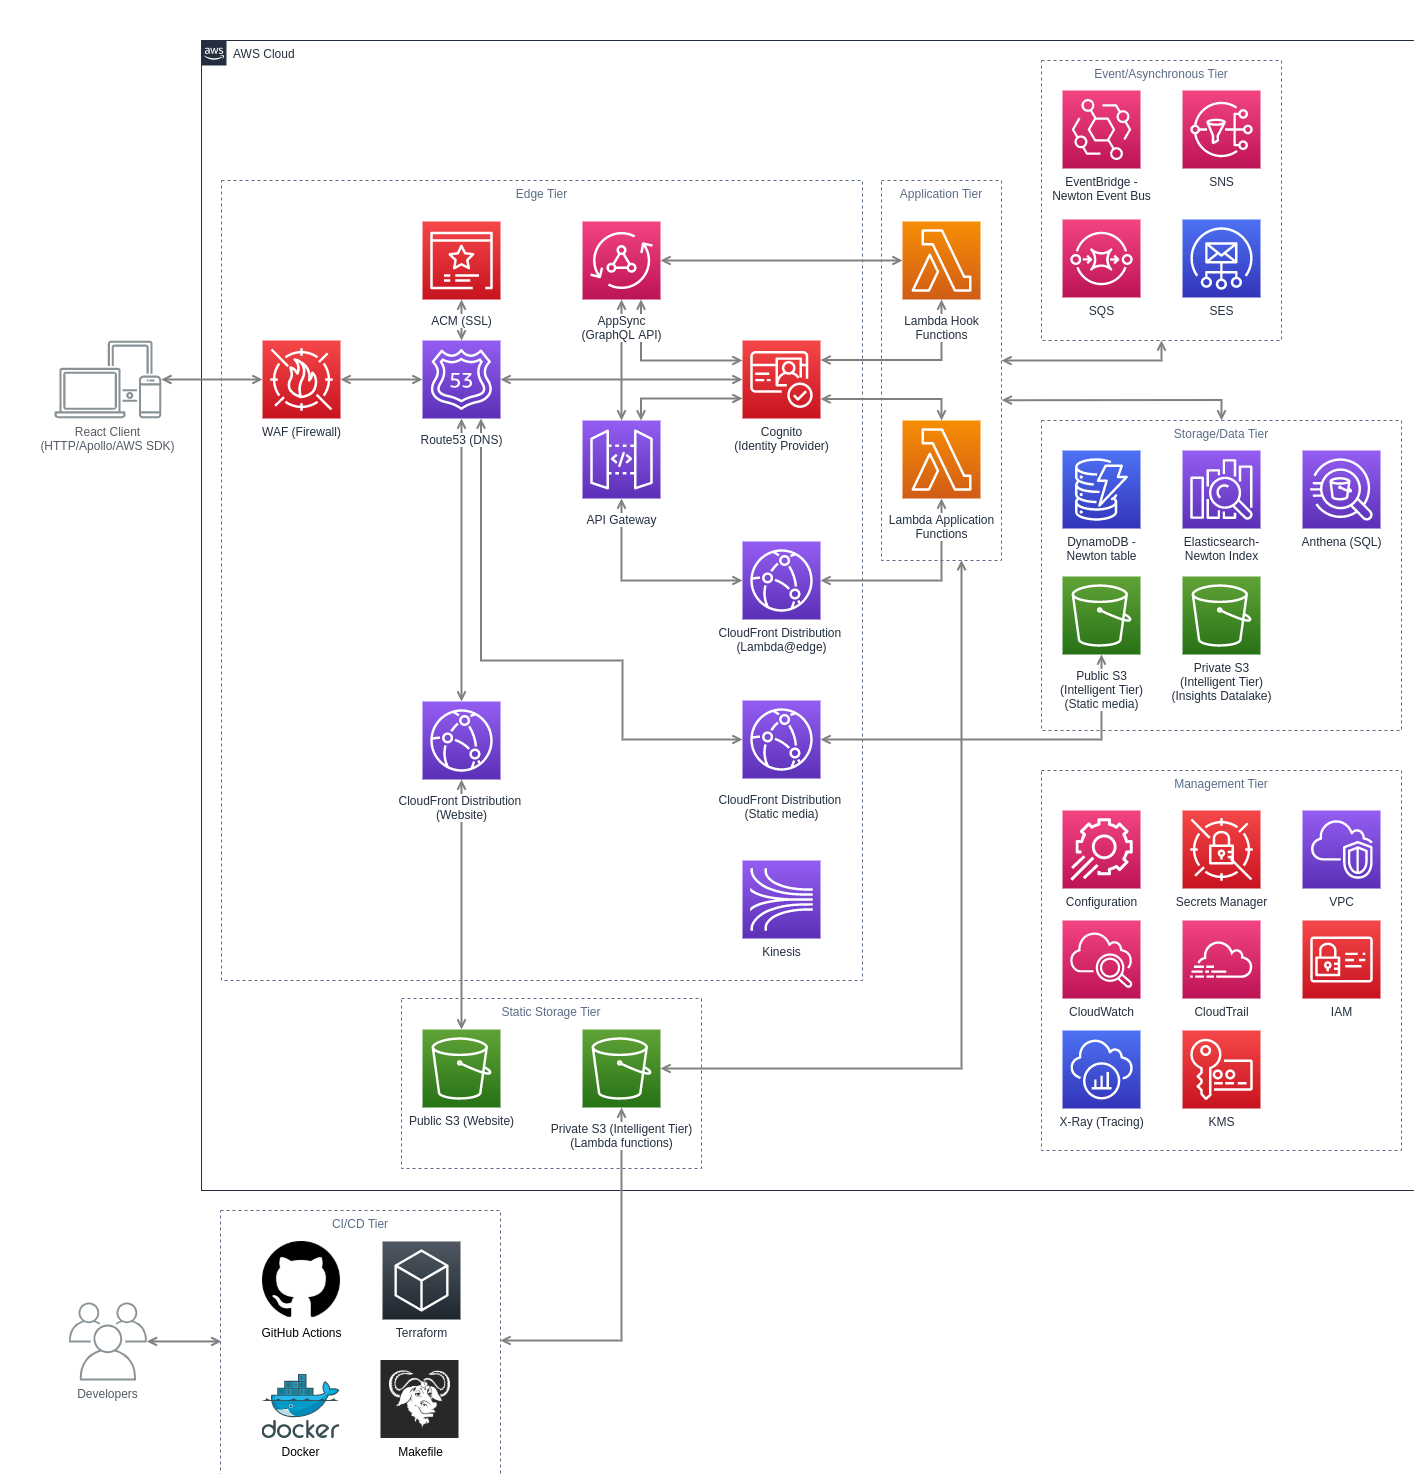 aws
AWS Cloud
Event/Asynchronous Tier
EventBridge -
Newton Event Bus
SNS
SQS
SES
Edge Tier
ACM (SSL)
AppSync
(GraphQL API)
Application Tier
Lambda Hook
Functions
React Client
(HTTP/Apollo/AWS SDK)
WAF (Firewall)
53
Route53 (DNS)
Cognito
(Identity Provider)
</>
API Gateway
Lambda Application
Functions
CloudFront Distribution
(Lambda@edge)
Storage/Data Tier
DynamoDB -
Newton table
Elasticsearch-
Newton Index
Anthena (SQL)
Public S3
(Intelligent Tier)
(Static media)
Private S3
(Intelligent Tier)
(Insights Datalake)
CloudFront Distribution
(Website)
CloudFront Distribution
(Static media)
Kinesis
Management Tier
Configuration
Secrets Manager
VPC
CloudWatch
CloudTrail
IAM
X-Ray (Tracing)
KMS
Static Storage Tier
Public S3 (Website)
Private S3 (Intelligent Tier)
(Lambda functions)
CI/CD Tier
GitHub Actions
Terraform
Developers
docker
Docker
Makefile